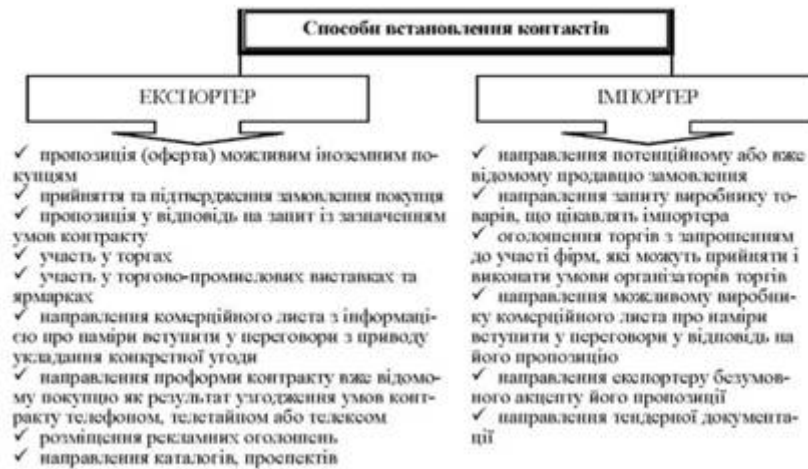 Способи встановлення контактів
ЕКСПОРТЕР
✓ пропозиція (оферта) можливим іноземним по-
купцям
✓ прийняття та підтвердження замовлення покупця
✓ пропозиція у відповідь на запит із зазначенням
умов контракту
✓ участь у торгах
✓ участь у торгово-промислових виставках та
ярмарках
✓ направлення комерційного листа з інформаці-
єю про наміри вступити у переговори з приводу
укладання конкретної угоди
✓ направлення проформи контракту вже відомо-
му покупцю як результат узгодження умов конт-
ракту телефоном, телетайпом або телексом
✓ розміщення рекламних оголошень
✓ направлення каталогів, проспектів
ІМПОРТЕР
✓ направлення потенційному або вже
відомому продавцю замовлення
✓ направлення запиту виробнику то-
варів, що цікавлять імпортера
✓ оголошення торгів з запрошенням
до участі фірм, які можуть прийняти і
виконати умови організаторів торгів
✓ направлення можливому виробни-
ку комерційного листа про наміри
вступити у переговори у відповідь на
його пропозицію
✓ направлення експортеру безумов-
ного акцепту його пропозиції
✓ направлення тендерної документа-
ції